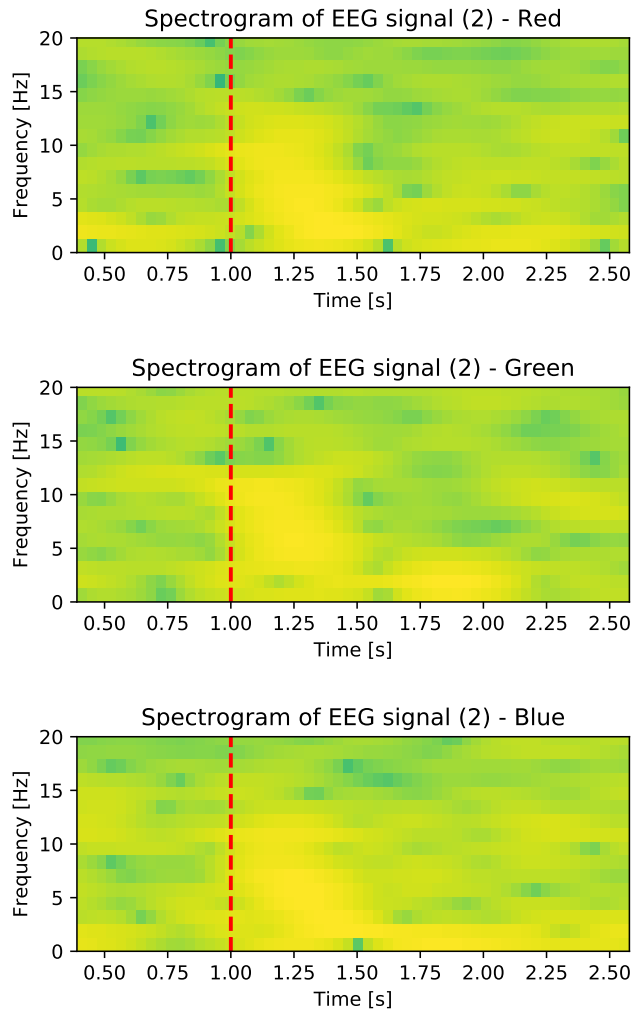 Spectrogram of EEG signal (2) - Red
20
15
10
5
0
Frequency [Hz]
0.50 0.75 1.00 1.25 1.50 1.75 2.00 2.25 2.50
Time [s]
Spectrogram of EEG signal (2) - Green
20
15
10
5
0
Frequency [Hz]
0.50 0.75 1.00 1.25 1.50 1.75 2.00 2.25 2.50
Time [s]
Spectrogram of EEG signal (2) - Blue
20
15
10
5
0
Frequency [Hz]
0.50 0.75 1.00 1.25 1.50 1.75 2.00 2.25 2.50
Time [s]